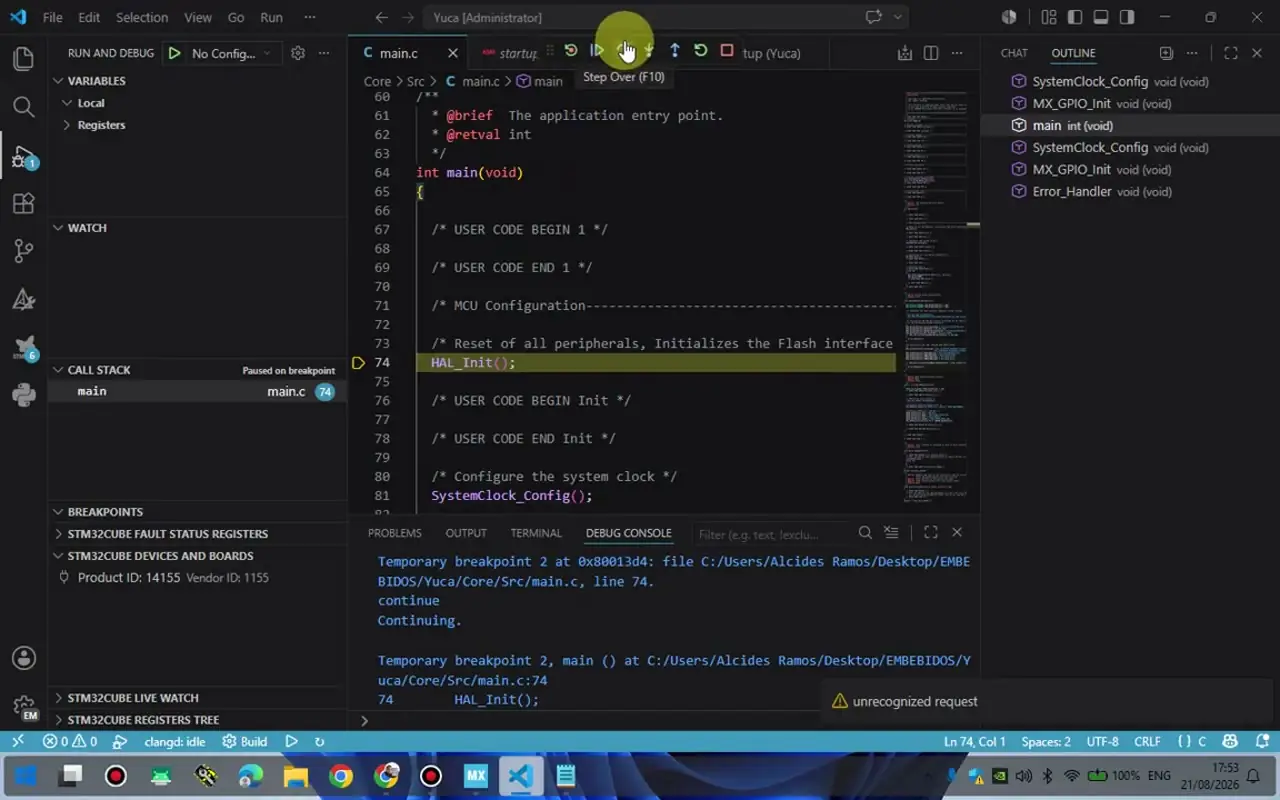 File Edit Selection View Go Run ··· Yuca [Administrator]
RUN AND DEBUG No Config... ···
VARIABLES
Local
Registers
WATCH
CALL STACK Paused on breakpoint
main main.c 74
BREAKPOINTS
STM32CUBE FAULT STATUS REGISTERS
STM32CUBE DEVICES AND BOARDS
Product ID: 14155 Vendor ID: 1155
STM32CUBE LIVE WATCH
STM32CUBE REGISTERS TREE
1
6
EM
C main.c startup tup (Yuca)
Step Over (F10)
Core > Src > C main.c > main
60 /**
61 * @brief The application entry point.
62 * @retval int
63 */
64 int main(void)
65 {
66
67 /* USER CODE BEGIN 1 */
68
69 /* USER CODE END 1 */
70
71 /* MCU Configuration-----------------------------------------
72
73 /* Reset of all peripherals, Initializes the Flash interface
74 HAL_Init();
75
76 /* USER CODE BEGIN Init */
77
78 /* USER CODE END Init */
79
80 /* Configure the system clock */
81 SystemClock_Config();
PROBLEMS OUTPUT TERMINAL DEBUG CONSOLE Filter (e.g. text, !exclu...
Temporary breakpoint 2 at 0x80013d4: file C:/Users/Alcides Ramos/Desktop/EMBE
BIDOS/Yuca/Core/Src/main.c, line 74.
continue
Continuing.
Temporary breakpoint 2, main () at C:/Users/Alcides Ramos/Desktop/EMBEBIDOS/Y
uca/Core/Src/main.c:74
74 HAL_Init();
unrecognized request
CHAT OUTLINE ···
SystemClock_Config void (void)
MX_GPIO_Init void (void)
main int (void)
SystemClock_Config void (void)
MX_GPIO_Init void (void)
Error_Handler void (void)
0 0 clangd: idle Build Ln 74, Col 1 Spaces: 2 UTF-8 CRLF { } C
MX 100% ENG 17:53
21/08/2026